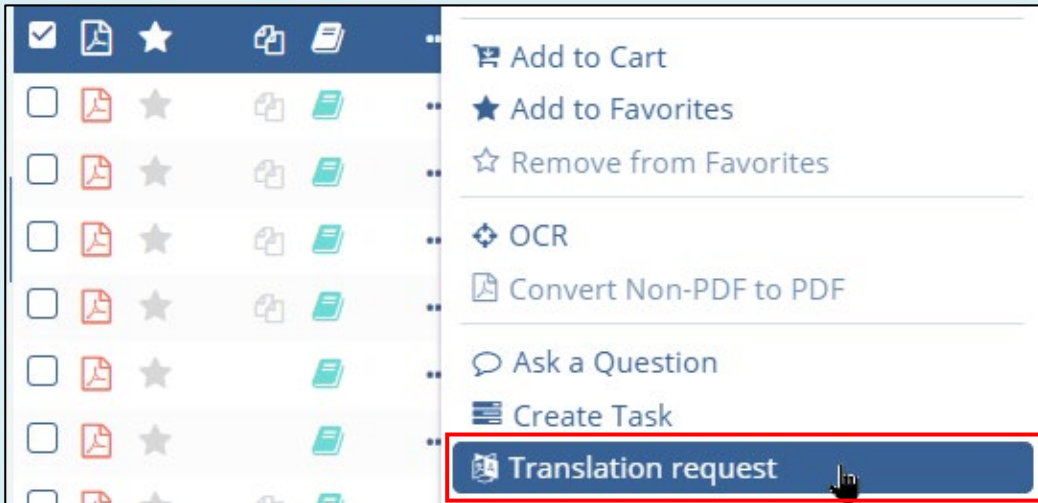 Add to Cart
Add to Favorites
Remove from Favorites
OCR
Convert Non-PDF to PDF
Ask a Question
Create Task
Translation request